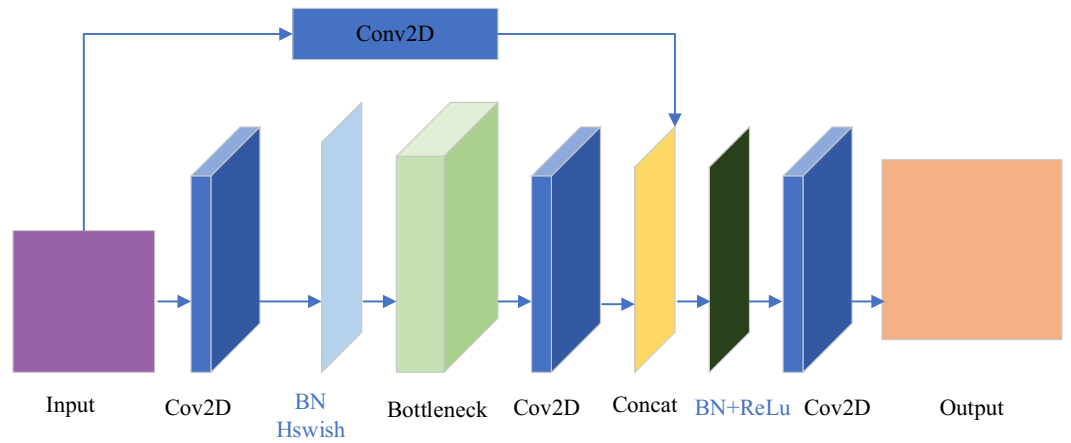 Conv2D
Input
Cov2D
BN
Hswish
Bottleneck
Cov2D
Concat
BN+ReLu
Cov2D
Output